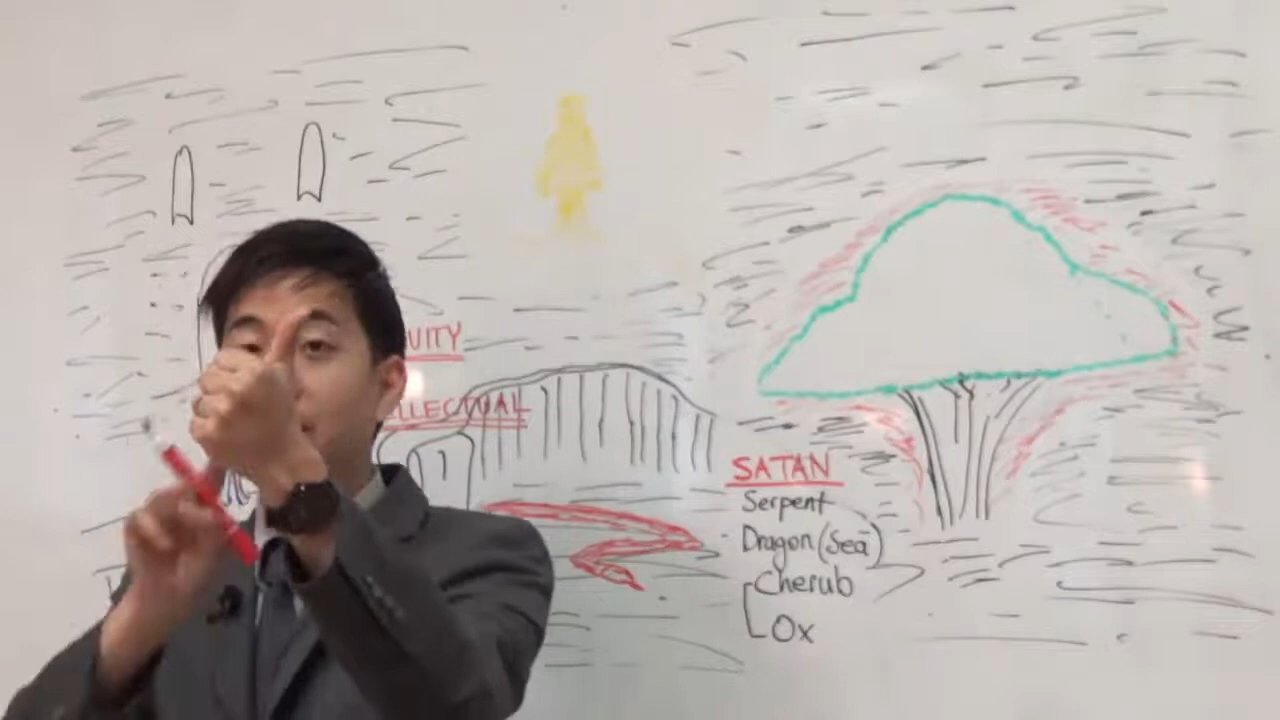 SATAN
Serpent
Dragon (Sea)
Cherub
Ox